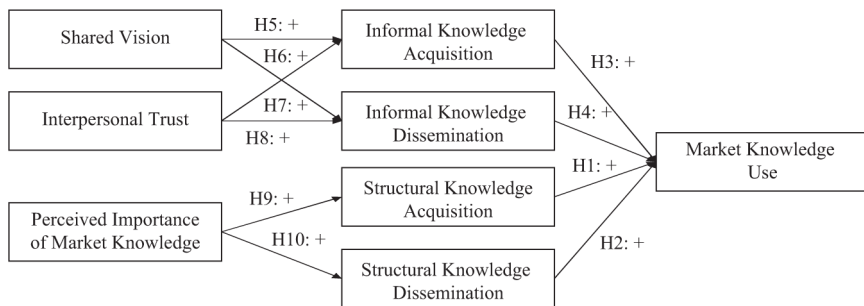 Shared Vision
Interpersonal Trust
Perceived Importance
of Market Knowledge
H5: +
H6: +
H7: +
H8: +
H9: +
H10: +
Informal Knowledge
Acquisition
Informal Knowledge
Dissemination
Structural Knowledge
Acquisition
Structural Knowledge
Dissemination
H3: +
H4: +
H1: +
H2: +
Market Knowledge
Use